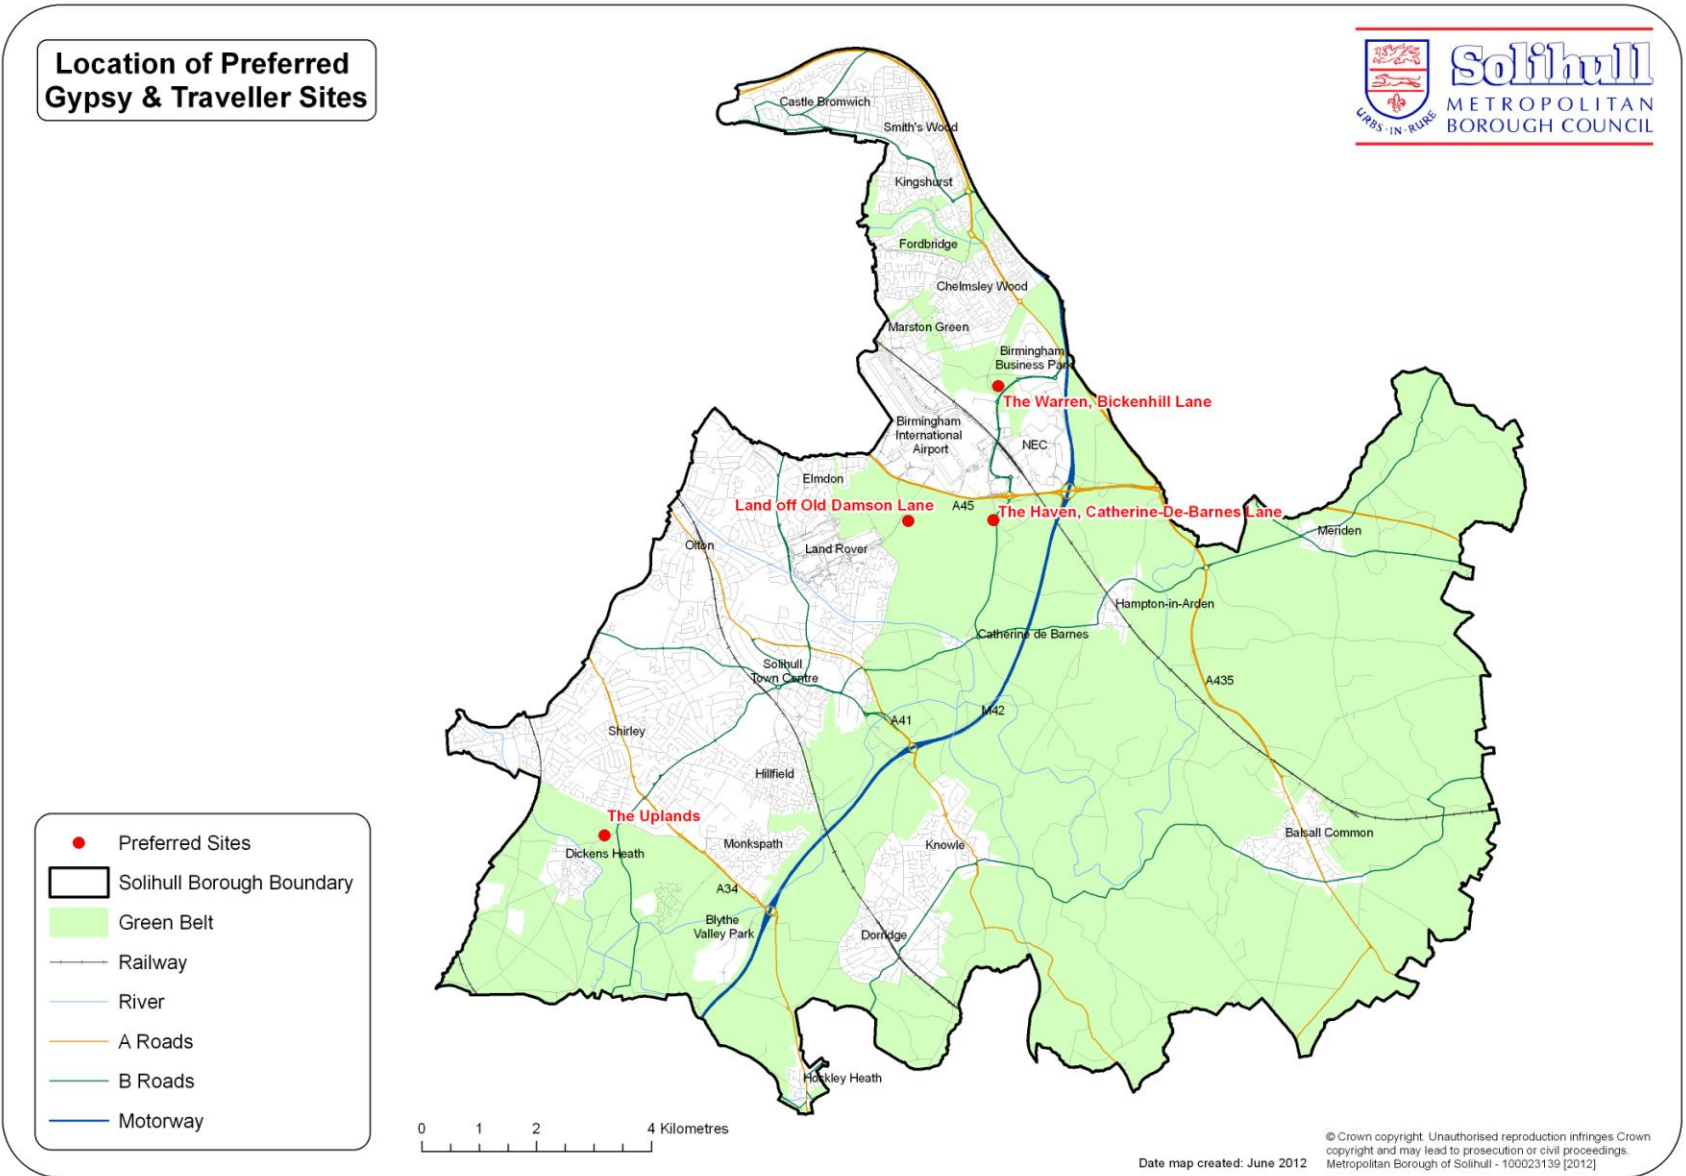 Location of Preferred
Gypsy & Traveller Sites
Solihull
METROPOLITAN
BOROUGH COUNCIL
URBS·IN·RURE
Castle Bromwich
Smith's Wood
Kingshurst
Fordbridge
Chelmsley Wood
Marston Green
Birmingham
Business Park
The Warren, Bickenhill Lane
Birmingham
International
Airport
NEC
Elmdon
Land off Old Damson Lane
A45
The Haven, Catherine-De-Barnes Lane
Meriden
Olton
Land Rover
Hampton-in-Arden
Catherine de Barnes
Solihull
Town Centre
A435
M42
A41
Shirley
Hillfield
The Uplands
Dickens Heath
Monkspath
Knowle
Balsall Common
A34
Blythe
Valley Park
Dorridge
Hockley Heath
Preferred Sites
Solihull Borough Boundary
Green Belt
Railway
River
A Roads
B Roads
Motorway
0 1 2 4 Kilometres
Date map created: June 2012
© Crown copyright. Unauthorised reproduction infringes Crown
copyright and may lead to prosecution or civil proceedings.
Metropolitan Borough of Solihull - 100023139 [2012]